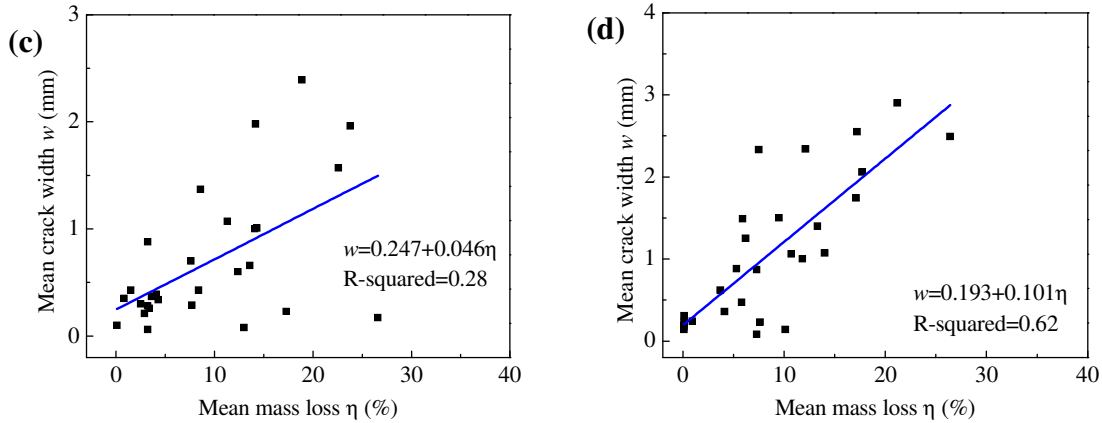 (c)
Mean crack width w (mm)
3
2
1
0
w=0.247+0.046η
R-squared=0.28
0 10 20 30 40
Mean mass loss η (%)
(d)
Mean crack width w (mm)
4
3
2
1
0
w=0.193+0.101η
R-squared=0.62
0 10 20 30 40
Mean mass loss η (%)